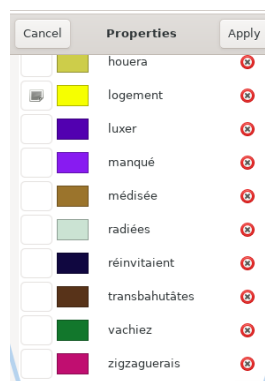 Cancel Properties Apply
houera
logement
luxer
manqué
médisée
radiées
réinvitaient
transbahutâtes
vachiez
zigzaguerais